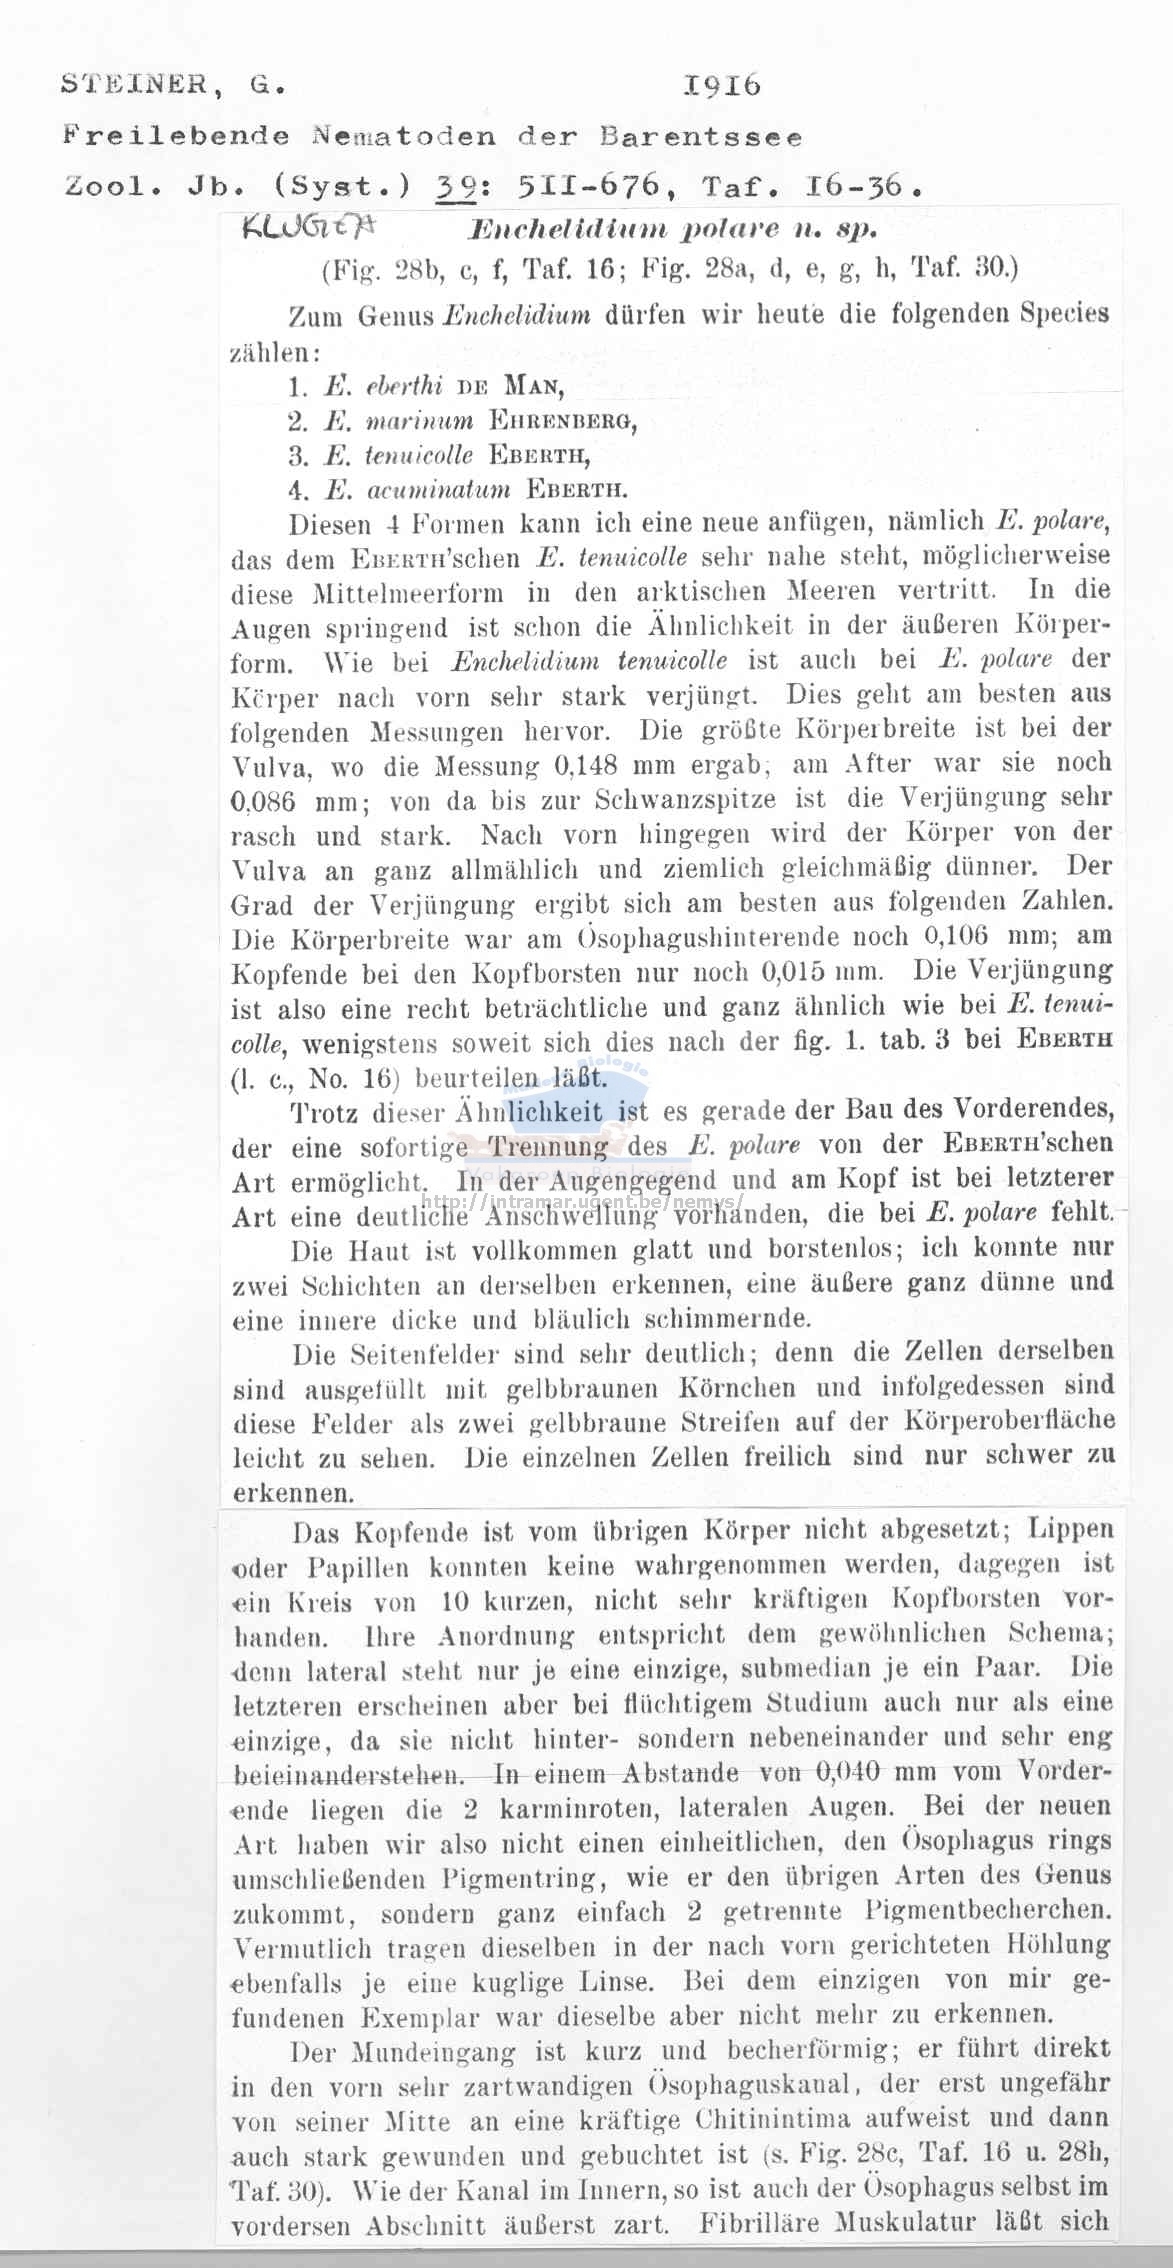 STEINER, G. 1916
Freilebende Nematoden der Barentssee
Zool. Jb. (Syst.) 39: 5II-676, Taf. I6-36.
KLUGEA Enchelidium polare n. sp.
(Fig. 28b, c, f, Taf. 16; Fig. 28a, d, e, g, h, Taf. 30.)
Zum Genus Enchelidium dürfen wir heute die folgenden Species
zählen:
1. E. eberthi DE MAN,
2. E. marinum EHRENBERG,
3. E. tenuicolle EBERTH,
4. E. acuminatum EBERTH.
Diesen 4 Formen kann ich eine neue anfügen, nämlich E. polare,
das dem EBERTH'schen E. tenuicolle sehr nahe steht, möglicherweise
diese Mittelmeerform in den arktischen Meeren vertritt. In die
Augen springend ist schon die Ähnlichkeit in der äußeren Körper-
form. Wie bei Enchelidium tenuicolle ist auch bei E. polare der
Körper nach vorn sehr stark verjüngt. Dies geht am besten aus
folgenden Messungen hervor. Die größte Körperbreite ist bei der
Vulva, wo die Messung 0,148 mm ergab; am After war sie noch
0,086 mm; von da bis zur Schwanzspitze ist die Verjüngung sehr
rasch und stark. Nach vorn hingegen wird der Körper von der
Vulva an ganz allmählich und ziemlich gleichmäßig dünner. Der
Grad der Verjüngung ergibt sich am besten aus folgenden Zahlen.
Die Körperbreite war am Ösophagushinterende noch 0,106 mm; am
Kopfende bei den Kopfborsten nur noch 0,015 mm. Die Verjüngung
ist also eine recht beträchtliche und ganz ähnlich wie bei E. tenui-
colle, wenigstens soweit sich dies nach der fig. 1. tab. 3 bei EBERTH
(l. c., No. 16) beurteilen läßt.
Trotz dieser Ähnlichkeit ist es gerade der Bau des Vorderendes,
der eine sofortige Trennung des E. polare von der EBERTH'schen
Art ermöglicht. In der Augengegend und am Kopf ist bei letzterer
http://intramar.ugent.be/nemys/
Art eine deutliche Anschwellung vorhanden, die bei E. polare fehlt.
Die Haut ist vollkommen glatt und borstenlos; ich konnte nur
zwei Schichten an derselben erkennen, eine äußere ganz dünne und
eine innere dicke und bläulich schimmernde.
Die Seitenfelder sind sehr deutlich; denn die Zellen derselben
sind ausgefüllt mit gelbbraunen Körnchen und infolgedessen sind
diese Felder als zwei gelbbraune Streifen auf der Körperoberfläche
leicht zu sehen. Die einzelnen Zellen freilich sind nur schwer zu
erkennen.
Das Kopfende ist vom übrigen Körper nicht abgesetzt; Lippen
oder Papillen konnten keine wahrgenommen werden, dagegen ist
ein Kreis von 10 kurzen, nicht sehr kräftigen Kopfborsten vor-
handen. Ihre Anordnung entspricht dem gewöhnlichen Schema;
denn lateral steht nur je eine einzige, submedian je ein Paar. Die
letzteren erscheinen aber bei flüchtigem Studium auch nur als eine
einzige, da sie nicht hinter- sondern nebeneinander und sehr eng
beieinanderstehen. In einem Abstande von 0,040 mm vom Vorder-
ende liegen die 2 karminroten, lateralen Augen. Bei der neuen
Art haben wir also nicht einen einheitlichen, den Ösophagus rings
umschließenden Pigmentring, wie er den übrigen Arten des Genus
zukommt, sondern ganz einfach 2 getrennte Pigmentbecherchen.
Vermutlich tragen dieselben in der nach vorn gerichteten Höhlung
ebenfalls je eine kuglige Linse. Bei dem einzigen von mir ge-
fundenen Exemplar war dieselbe aber nicht mehr zu erkennen.
Der Mundeingang ist kurz und becherförmig; er führt direkt
in den vorn sehr zartwandigen Ösophaguskanal, der erst ungefähr
von seiner Mitte an eine kräftige Chitinintima aufweist und dann
auch stark gewunden und gebuchtet ist (s. Fig. 28c, Taf. 16 u. 28h,
Taf. 30). Wie der Kanal im Innern, so ist auch der Ösophagus selbst im
vordersen Abschnitt äußerst zart. Fibrilläre Muskulatur läßt sich